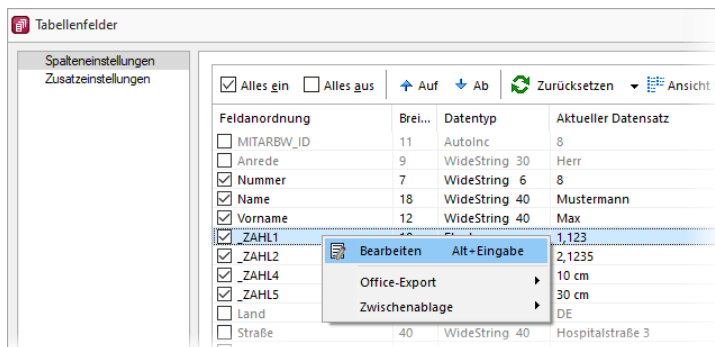 Tabellenfelder
Spalteneinstellungen
Zusatzeinstellungen
Alles ein Alles aus Auf Ab Zurücksetzen Ansicht
Feldanordnung Brei... Datentyp Aktueller Datensatz
MITARBW_ID 11 AutoInc 8
Anrede 9 WideString 30 Herr
Nummer 7 WideString 6 8
Name 18 WideString 40 Mustermann
Vorname 12 WideString 40 Max
_ZAHL1 1,123
_ZAHL2 2,1235
_ZAHL4 10 cm
_ZAHL5 30 cm
Land DE
Straße 40 WideString 40 Hospitalstraße 3
Bearbeiten Alt+Eingabe
Office-Export
Zwischenablage